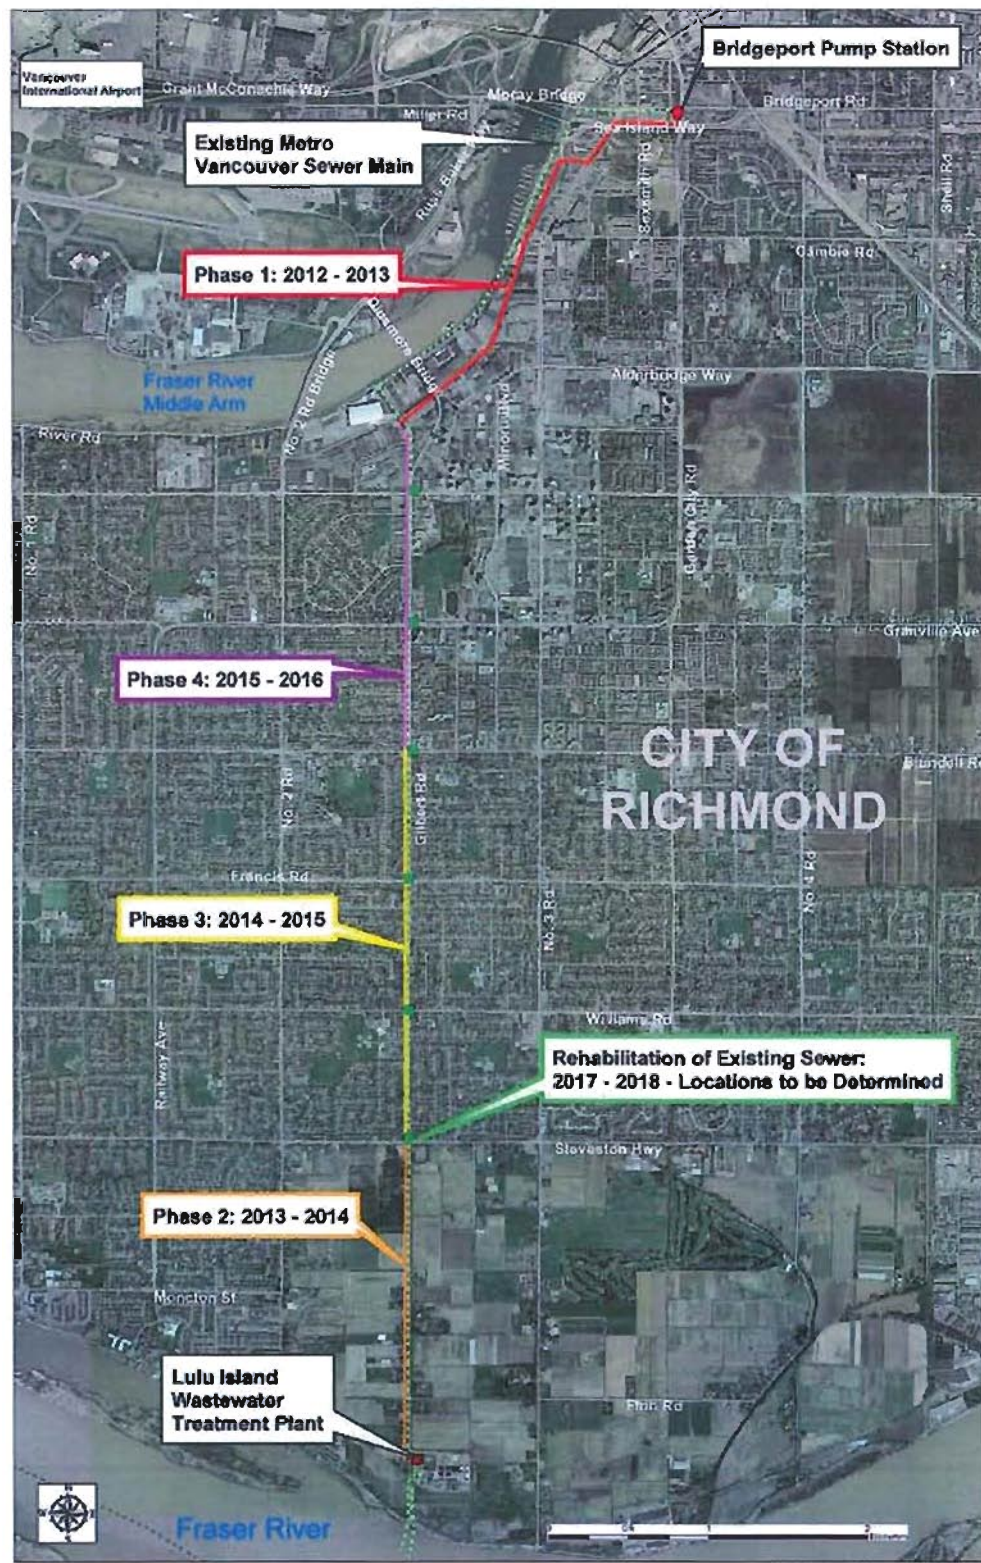 Bridgeport Pump Station
Vancouver
International Airport
Grant McConachie Way
Moray Bridge
Bridgeport Rd
Miller Rd
Sea Island Way
Existing Metro
Vancouver Sewer Main
Sexsmith Rd
Shell Rd
Cambie Rd
Phase 1: 2012 - 2013
Dinsmore Bridge
No. 2 Rd Bridge
Fraser River
Middle Arm
Alderbridge Way
River Rd
Minoru Blvd
Garden City Rd
No. 1 Rd
Granville Ave
Phase 4: 2015 - 2016
CITY OF
RICHMOND
Blundell Rd
No. 2 Rd
Gilbert Rd
Francis Rd
No. 4 Rd
Phase 3: 2014 - 2015
No. 3 Rd
Williams Rd
Railway Ave
Rehabilitation of Existing Sewer:
2017 - 2018 - Locations to be Determined
Steveston Hwy
Phase 2: 2013 - 2014
Moncton St
Lulu Island
Wastewater
Treatment Plant
Finn Rd
Fraser River
0
1
2